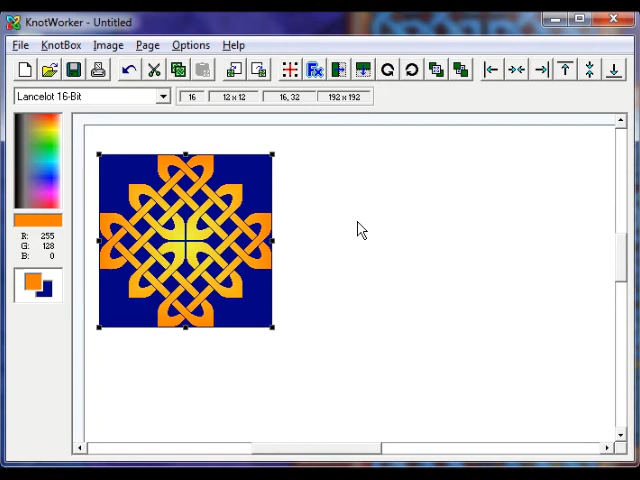 KnotWorker - Untitled
File KnotBox Image Page Options Help
Fx
Lancelot 16-Bit 16 12 x 12 16, 32 192 x 192
R: 255
G: 128
B: 0